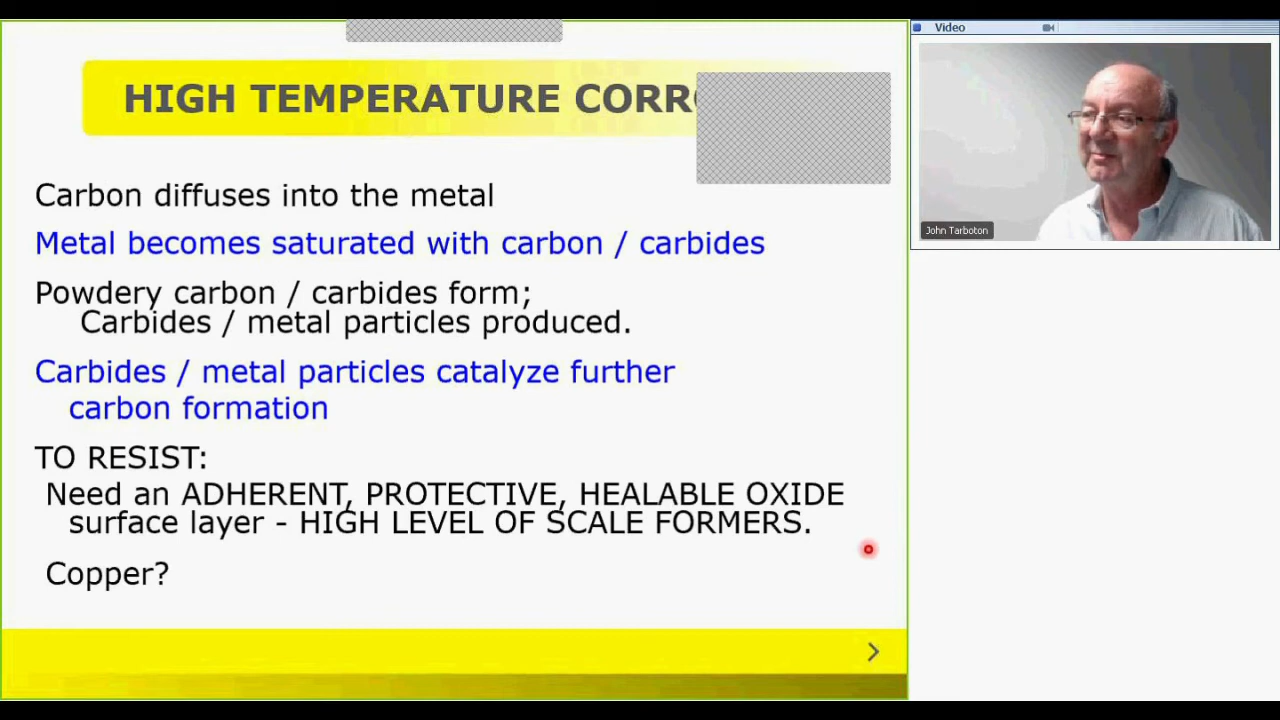 HIGH TEMPERATURE
Carbon diffuses into the metal
Metal becomes saturated with carbon / carbides
Powdery carbon / carbides form;
Carbides / metal particles produced.
Carbides / metal particles catalyze further
carbon formation
TO RESIST:
Need an ADHERENT, PROTECTIVE, HEALABLE OXIDE
surface layer - HIGH LEVEL OF SCALE FORMERS.
Copper?
Video
John Tarboton